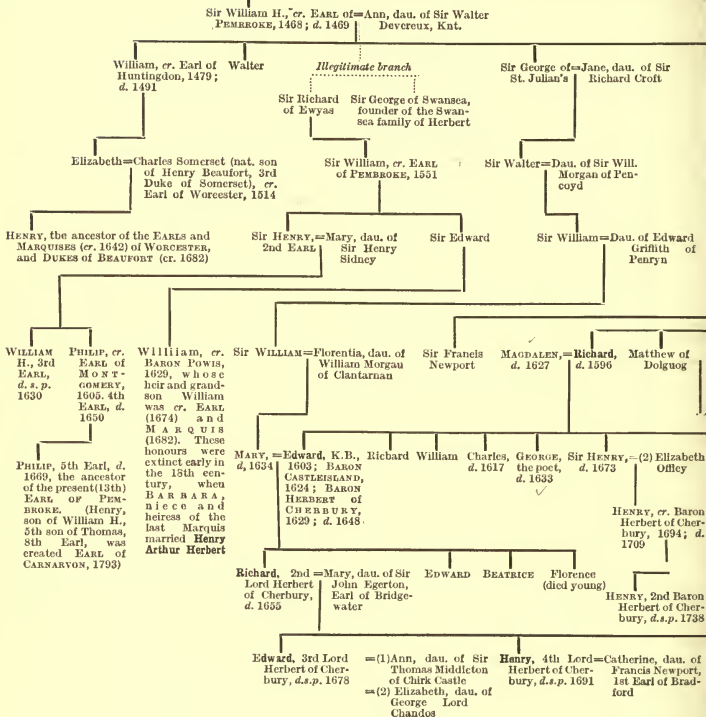 Sir William H., cr. EARL of=Ann, dau. of Sir Walter
PEMBROKE, 1468; d. 1469
Devereux, Knt.
William, cr. Earl of
Huntingdon, 1479;
d. 1491
Walter
Illegitimate branch
Sir Richard
of Ewyas
Sir George of Swansea,
founder of the Swan-
sea family of Herbert
Sir George of=Jane, dau. of Sir
St. Julian's
Richard Croft
Elizabeth=Charles Somerset (nat. son
of Henry Beaufort, 3rd
Duke of Somerset), cr.
Earl of Worcester, 1514
Sir William, cr. EARL
of PEMBROKE, 1551
Sir Walter=Dau. of Sir Will.
Morgan of Pen-
coyd
HENRY, the ancestor of the EARLS and
MARQUISES (cr. 1642) of WORCESTER,
and DUKES of BEAUFORT (cr. 1682)
Sir HENRY,=Mary, dau. of
2nd EARL
Sir Henry
Sidney
Sir Edward
Sir William=Dau. of Edward
Griffith of
Penryn
WILLIAM
H., 3rd
EARL,
d. s. p.
1630
PHILIP, cr.
EARL of
MONT-
GOMERY,
1605. 4th
EARL, d.
1650
William, cr.
BARON POWIS,
1629, whose
heir and grand-
son William
was cr. EARL
(1674) and
MARQUIS
(1682). These
honours were
extinct early in
the 18th cen-
tury, when
BARBARA,
niece and
heiress of the
last Marquis
married Henry
Arthur Herbert
Sir WILLIAM=Florentia, dau. of
William Morgau
of Clantarnan
Sir Francis
Newport
MAGDALEN,=Richard,
d. 1627
d. 1596
Matthew of
Dolguog
PHILIP, 5th Earl, d.
1669, the ancestor
of the present (13th)
EARL OF PEM-
BROKE. (Henry,
son of William H.,
5th son of Thomas,
8th Earl, was
created EARL of
CARNARVON, 1793)
MARY,
d. 1634
=Edward, K.B.,
1603; BARON
CASTLEISLAND,
1624; BARON
HERBERT of
CHERBURY,
1629; d. 1648
Richard
William
Charles,
d. 1617
GEORGE,
the poet,
d. 1633
Sir HENRY,=(2) Elizabeth
d. 1673
Offley
HENRY, cr. Baron
Herbert of Cher-
bury, 1694; d.
1709
Richard, 2nd
Lord Herbert
of Cherbury,
d. 1655
=Mary, dau. of Sir
John Egerton,
Earl of Bridge-
water
EDWARD
BEATRICE
Florence
(died young)
HENRY, 2nd Baron
Herbert of Cher-
bury, d.s.p. 1738
Edward, 3rd Lord
Herbert of Cher-
bury, d.s.p. 1678
=(1)Ann, dau. of Sir
Thomas Middleton
of Chirk Castle
=(2) Elizabeth, dau. of
George Lord
Chandos
Henry, 4th Lord=Catherine, dau. of
Herbert of Cher-
bury, d.s.p. 1691
Francis Newport,
1st Earl of Brad-
ford